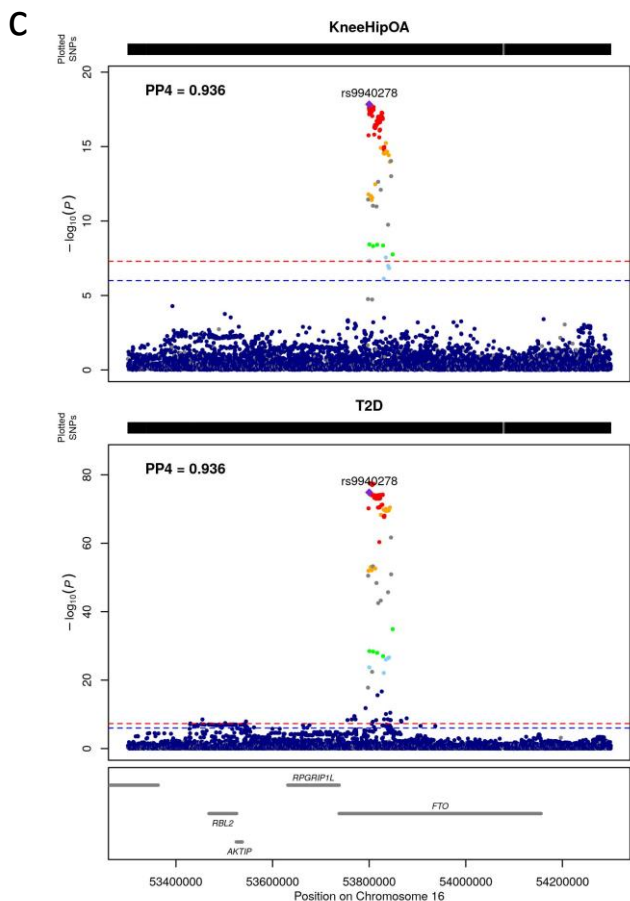 C
KneeHipOA
Plotted
SNPs
PP4 = 0.936
rs9940278
20
15
10
5
0
−log10(P)
T2D
Plotted
SNPs
PP4 = 0.936
rs9940278
80
60
40
20
0
−log10(P)
RPGRIP1L
RBL2
FTO
AKTIP
53400000 53600000 53800000 54000000 54200000
Position on Chromosome 16